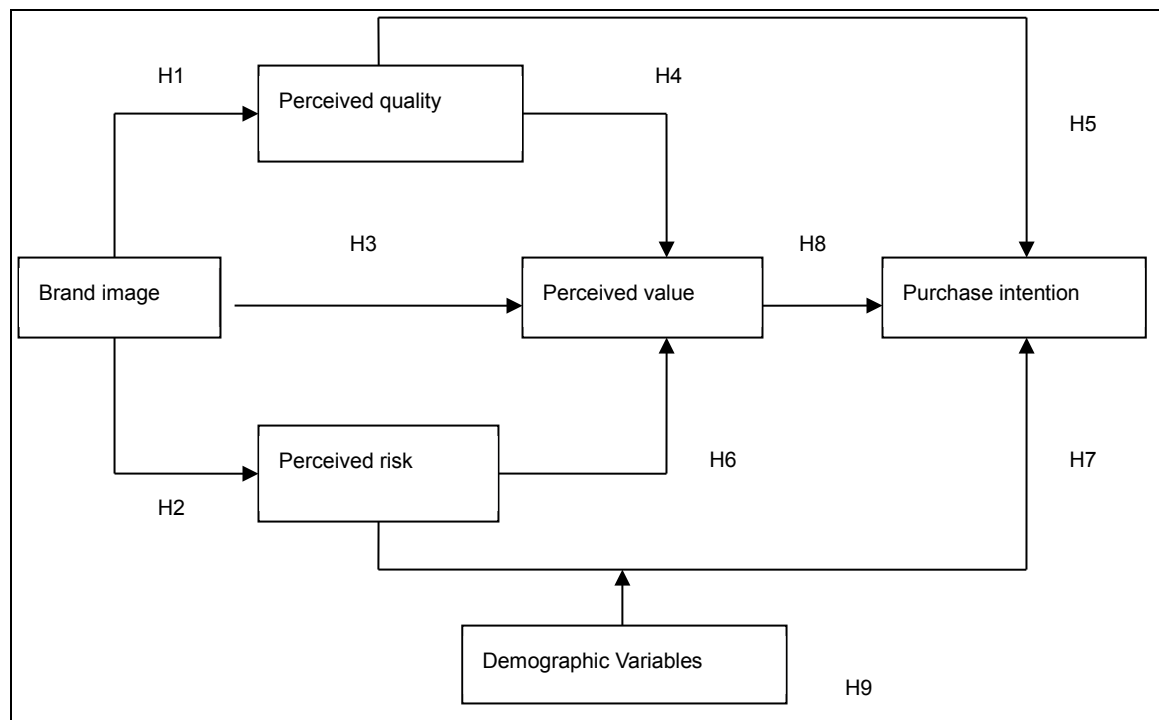 H1
Perceived quality
H4
H5
H3
H8
Brand image
Perceived value
Purchase intention
Perceived risk
H6
H7
H2
Demographic Variables
H9